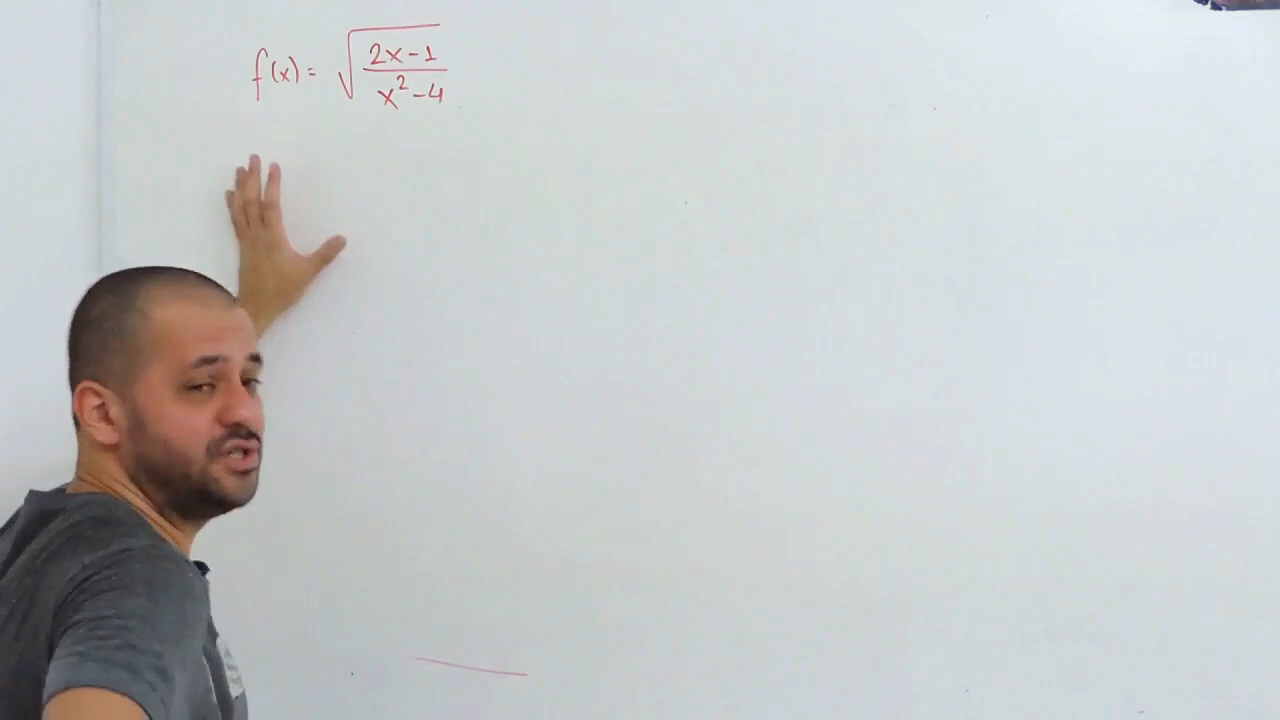 f(x) = √((2x-1)/(x²-4))